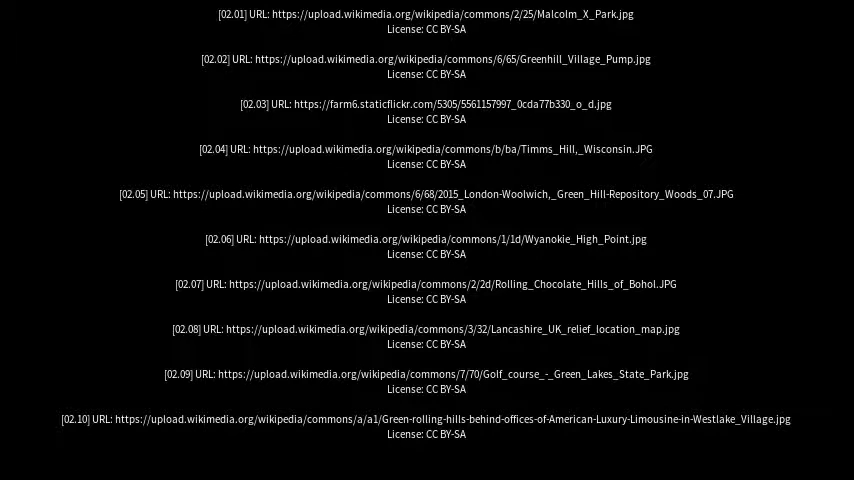 [02.01] URL: https://upload.wikimedia.org/wikipedia/commons/2/25/Malcolm_X_Park.jpg
License: CC BY-SA
[02.02] URL: https://upload.wikimedia.org/wikipedia/commons/6/65/Greenhill_Village_Pump.jpg
License: CC BY-SA
[02.03] URL: https://farm6.staticflickr.com/5305/5561157997_0cda77b330_o_d.jpg
License: CC BY-SA
[02.04] URL: https://upload.wikimedia.org/wikipedia/commons/b/ba/Timms_Hill,_Wisconsin.JPG
License: CC BY-SA
[02.05] URL: https://upload.wikimedia.org/wikipedia/commons/6/68/2015_London-Woolwich,_Green_Hill-Repository_Woods_07.JPG
License: CC BY-SA
[02.06] URL: https://upload.wikimedia.org/wikipedia/commons/1/1d/Wyanokie_High_Point.jpg
License: CC BY-SA
[02.07] URL: https://upload.wikimedia.org/wikipedia/commons/2/2d/Rolling_Chocolate_Hills_of_Bohol.JPG
License: CC BY-SA
[02.08] URL: https://upload.wikimedia.org/wikipedia/commons/3/32/Lancashire_UK_relief_location_map.jpg
License: CC BY-SA
[02.09] URL: https://upload.wikimedia.org/wikipedia/commons/7/70/Golf_course_-_Green_Lakes_State_Park.jpg
License: CC BY-SA
[02.10] URL: https://upload.wikimedia.org/wikipedia/commons/a/a1/Green-rolling-hills-behind-offices-of-American-Luxury-Limousine-in-Westlake_Village.jpg
License: CC BY-SA